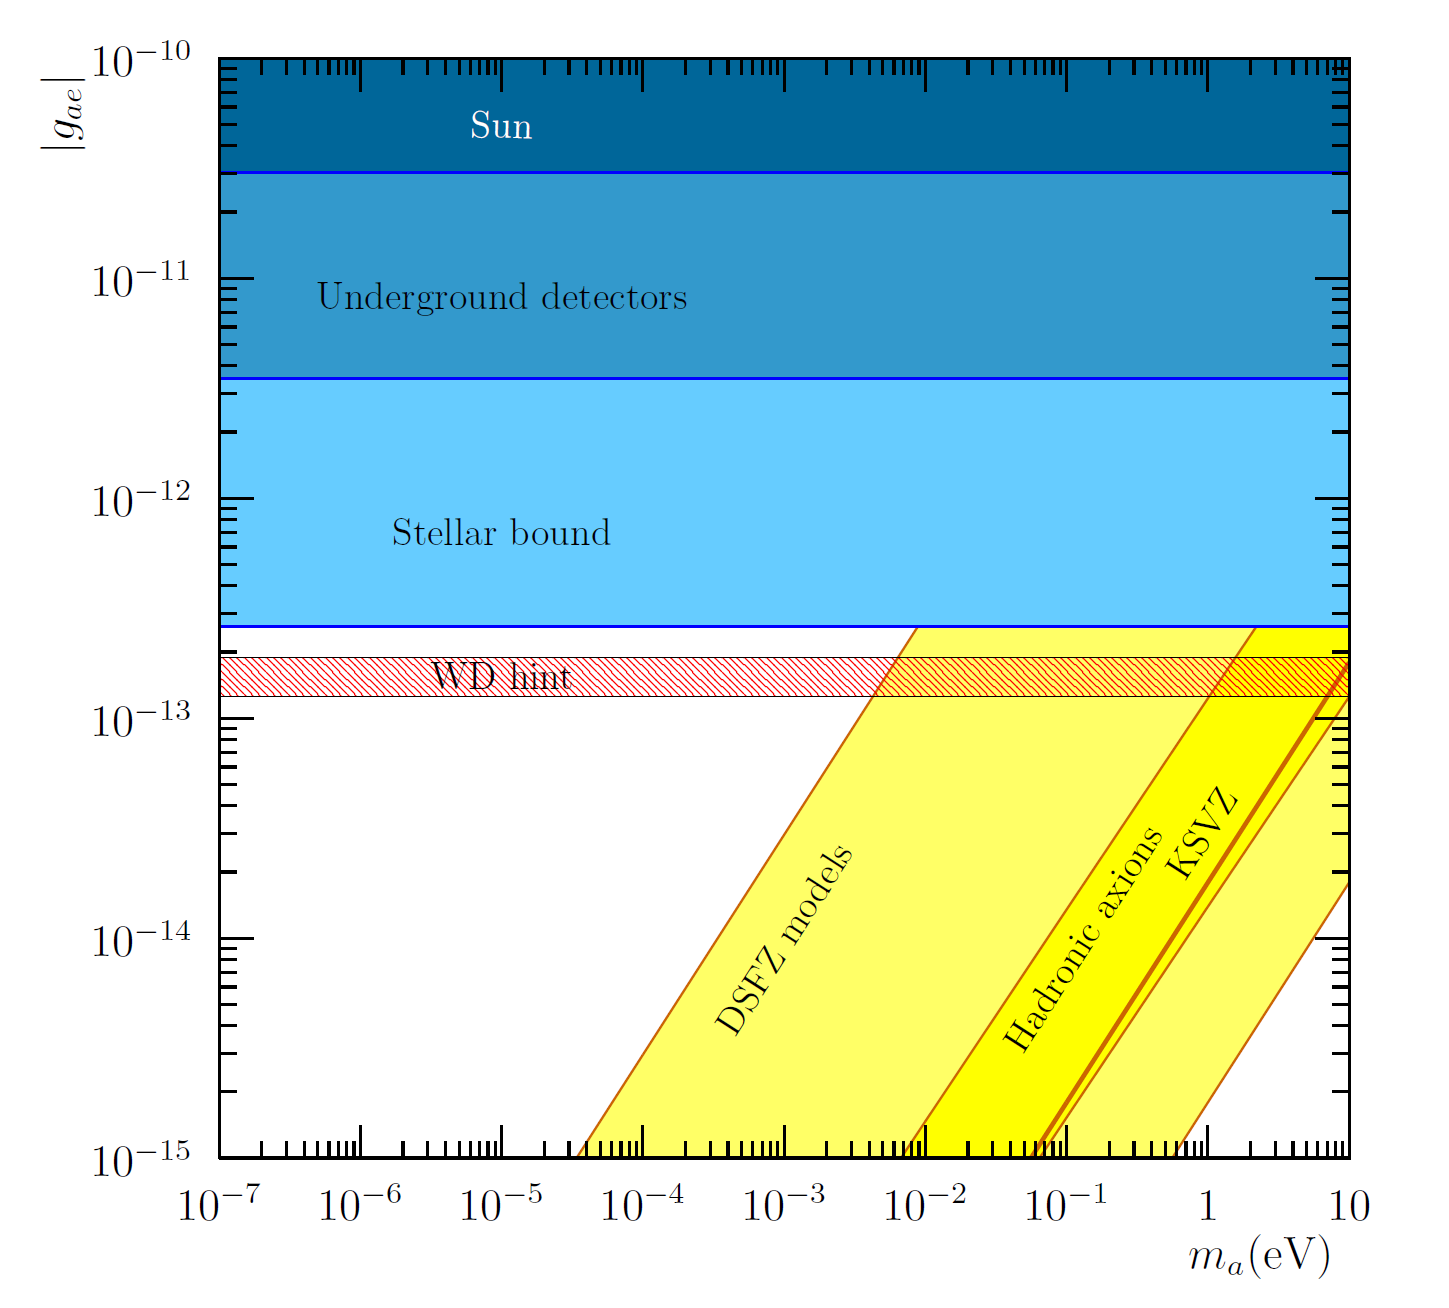 |g_{ae}|
10^{-10}
10^{-11}
10^{-12}
10^{-13}
10^{-14}
10^{-15}
Sun
Underground detectors
Stellar bound
WD hint
DSFZ models
Hadronic axions
KSVZ
10^{-7} 10^{-6} 10^{-5} 10^{-4} 10^{-3} 10^{-2} 10^{-1} 1 10
m_a(eV)